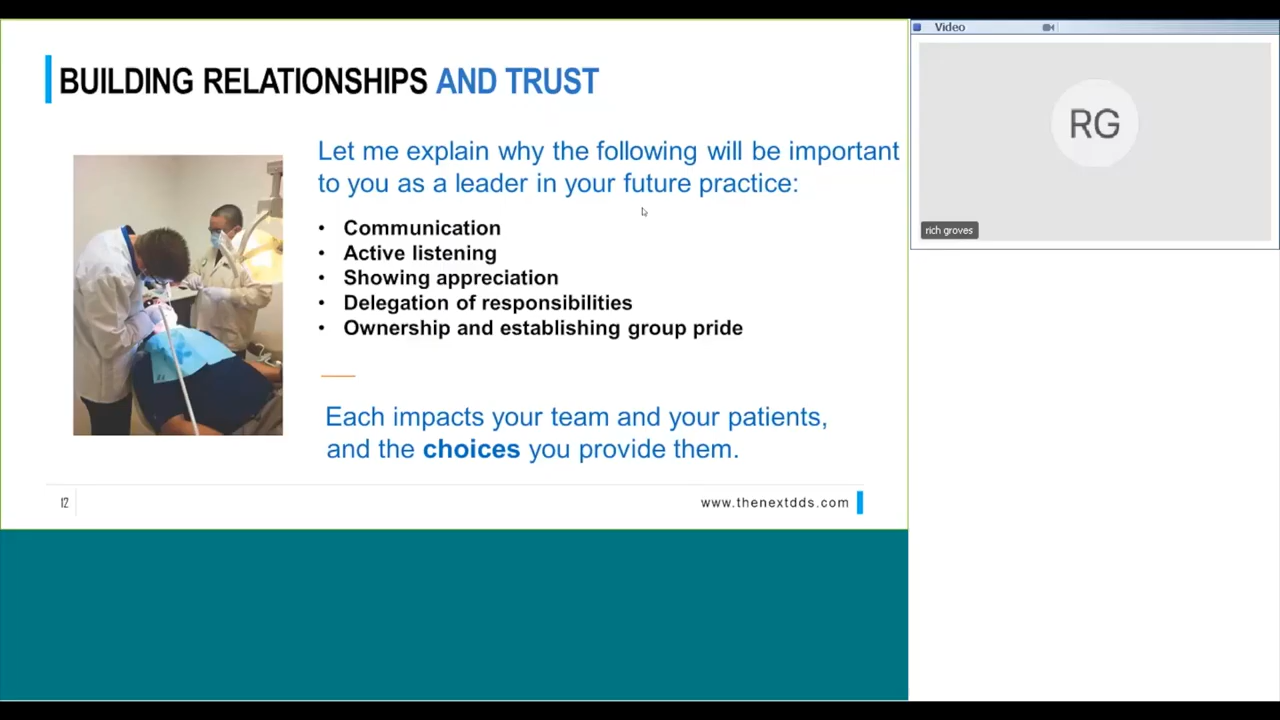 BUILDING RELATIONSHIPS AND TRUST
Let me explain why the following will be important
to you as a leader in your future practice:
• Communication
• Active listening
• Showing appreciation
• Delegation of responsibilities
• Ownership and establishing group pride
Each impacts your team and your patients,
and the choices you provide them.
12
www.thenextdds.com
Video
RG
rich groves